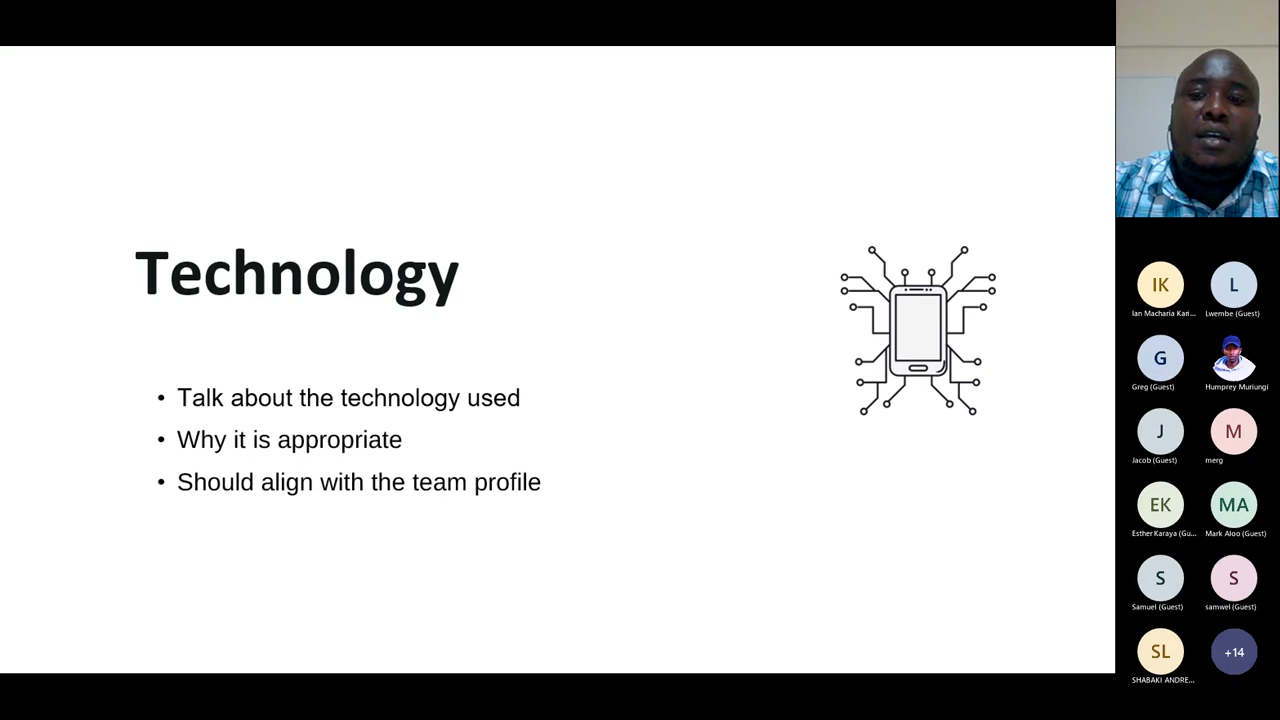 Technology
• Talk about the technology used
• Why it is appropriate
• Should align with the team profile
IK
L
Ian Macharia Kari...
Lwembe (Guest)
G
Greg (Guest)
Humprey Muriungi
J
M
Jacob (Guest)
merg
EK
MA
Esther Karaya (Gu...
Mark Aloo (Guest)
S
S
Samuel (Guest)
samwel (Guest)
SL
+14
SHABAKI ANDRE...